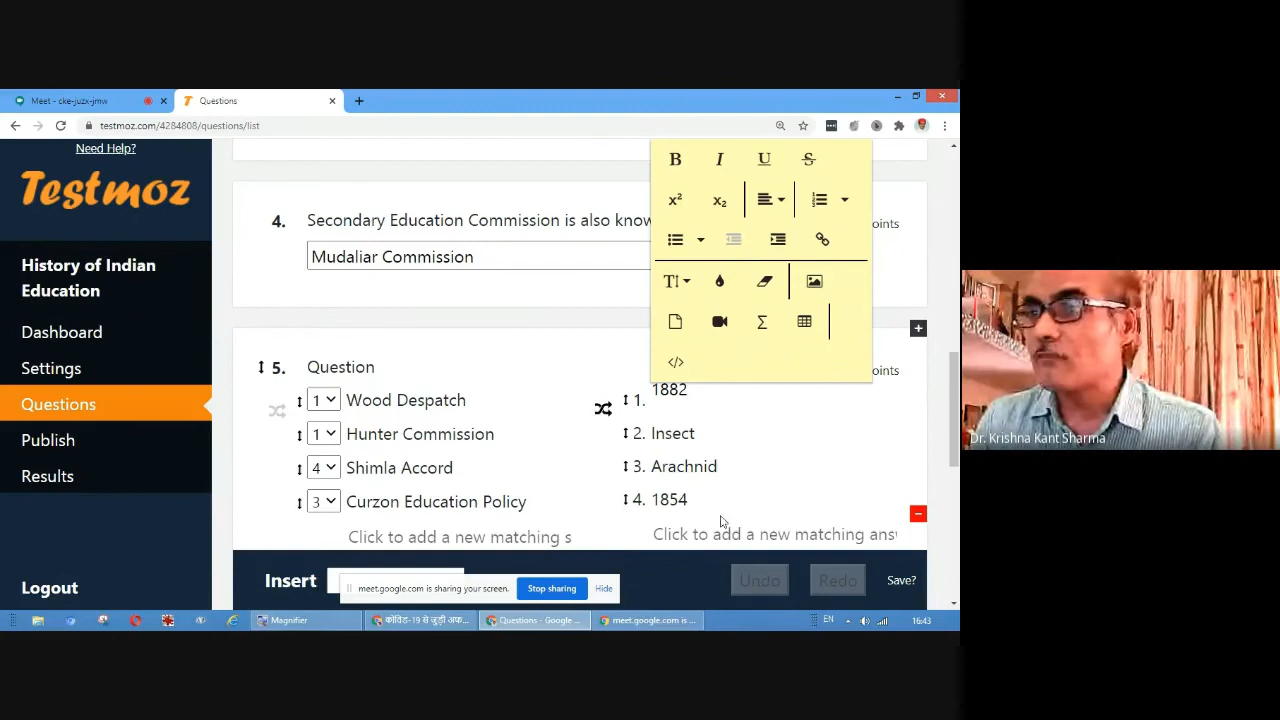 Meet - cke-juzx-jmw
Questions
testmoz.com/4284808/questions/list
Need Help?
Testmoz
History of Indian
Education
Dashboard
Settings
Questions
Publish
Results
Logout
4. Secondary Education Commission is also know
oints
Mudaliar Commission
B I U S
x² x₂
T
Σ
</>
5. Question
oints
1 Wood Despatch
1 Hunter Commission
4 Shimla Accord
3 Curzon Education Policy
Click to add a new matching s
1. 1882
2. Insect
3. Arachnid
4. 1854
Click to add a new matching ans
Insert
Undo
Redo
Save?
meet.google.com is sharing your screen.
Stop sharing
Hide
Magnifier
कोविड-19 से जुड़ी अफ...
Questions - Google ...
meet.google.com is ...
EN
16:43
Dr. Krishna Kant Sharma